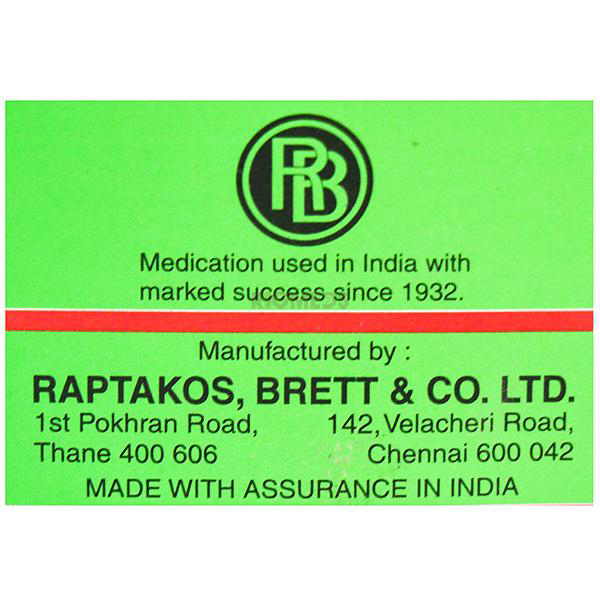 RB
Medication used in India with
marked success since 1932.
Manufactured by :
RAPTAKOS, BRETT & CO. LTD.
1st Pokhran Road, 142, Velacheri Road,
Thane 400 606 Chennai 600 042
MADE WITH ASSURANCE IN INDIA